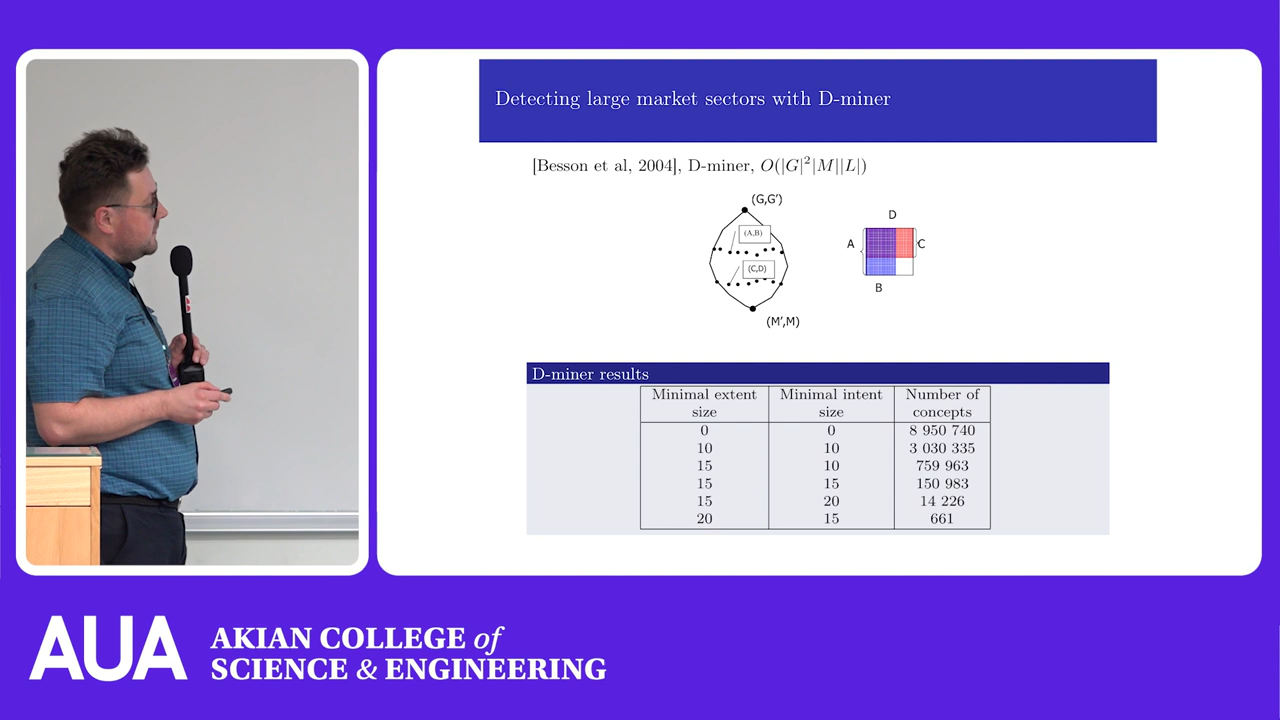 Detecting large market sectors with D-miner
[Besson et al, 2004], D-miner, O(|G|²|M||L|)
(G,G')
(A,B)
(C,D)
(M',M)
D
A
C
B
D-miner results
Minimal extent size | Minimal intent size | Number of concepts
0 | 0 | 8 950 740
10 | 10 | 3 030 335
15 | 10 | 759 963
15 | 15 | 150 983
15 | 20 | 14 226
20 | 15 | 661
AUA
AKIAN COLLEGE of
SCIENCE & ENGINEERING